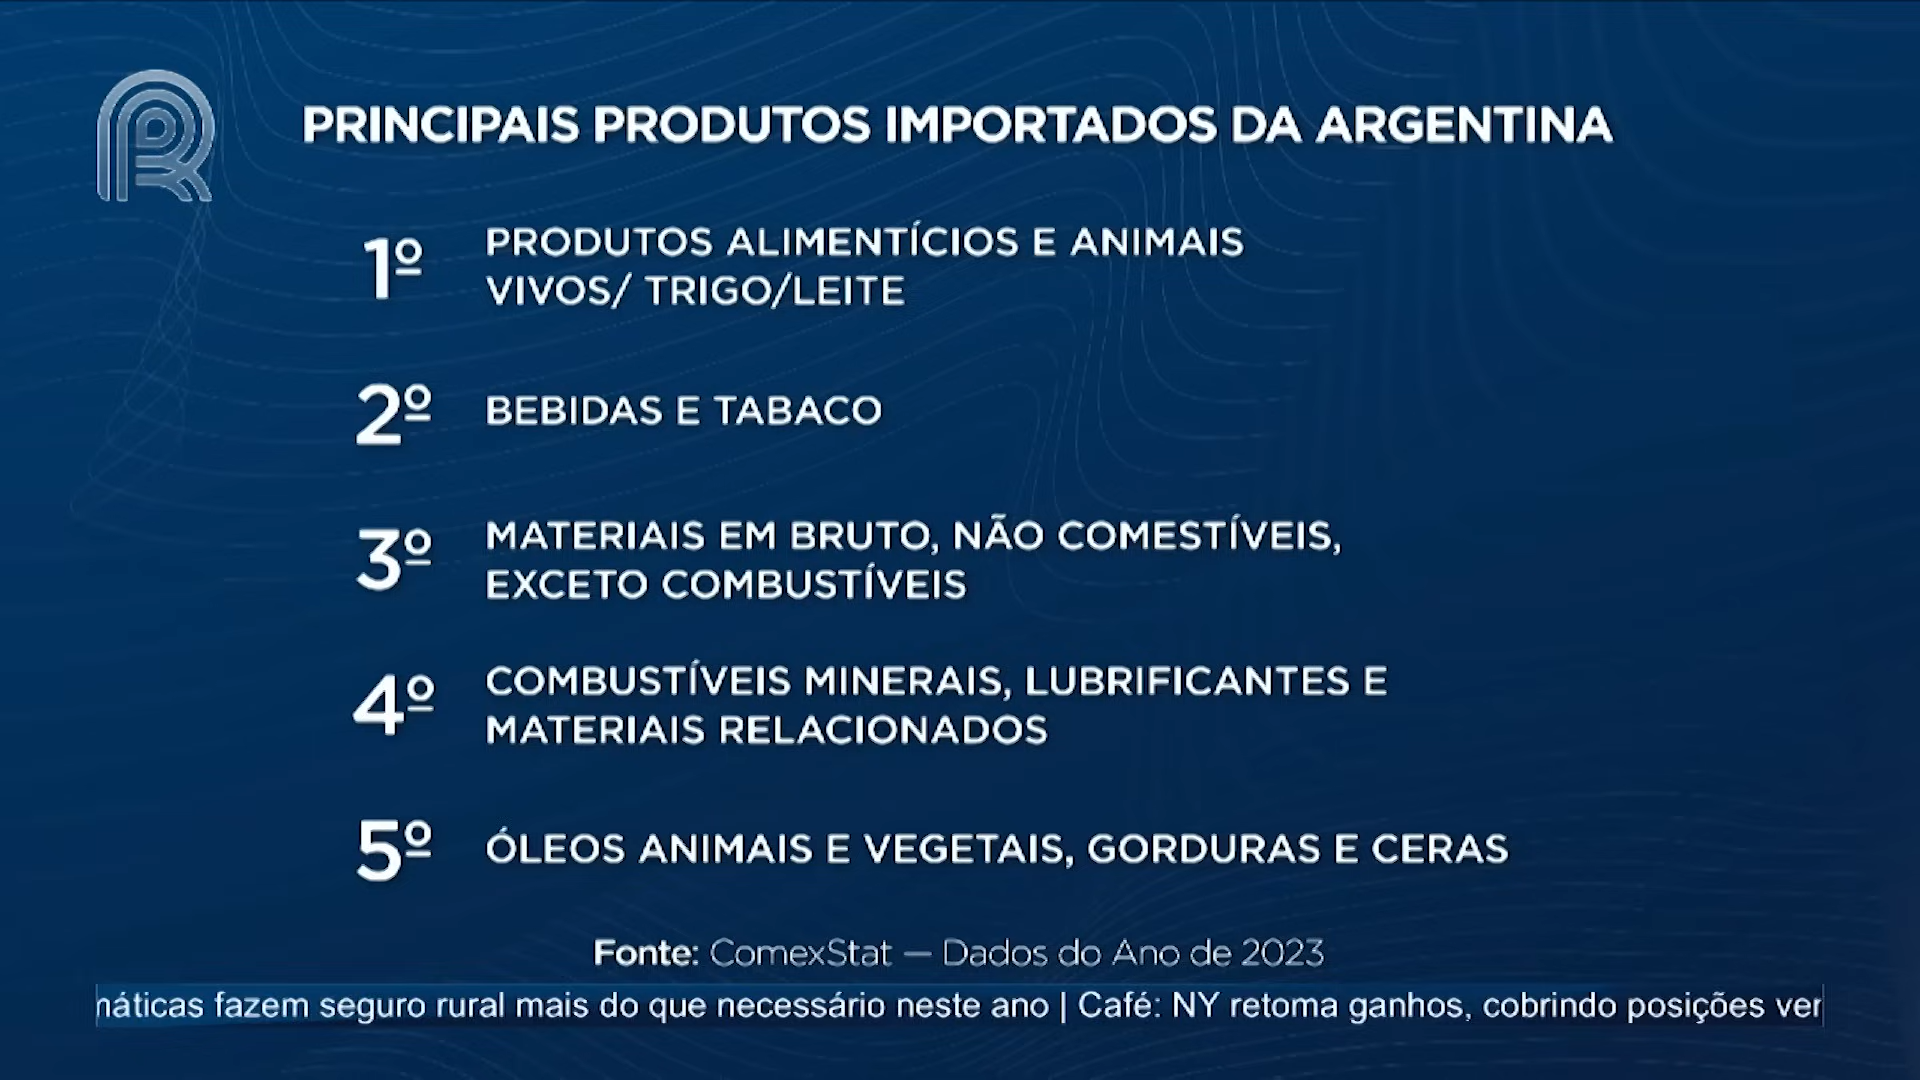 PRINCIPAIS PRODUTOS IMPORTADOS DA ARGENTINA
1º PRODUTOS ALIMENTÍCIOS E ANIMAIS
VIVOS/ TRIGO/LEITE
2º BEBIDAS E TABACO
3º MATERIAIS EM BRUTO, NÃO COMESTÍVEIS,
EXCETO COMBUSTÍVEIS
4º COMBUSTÍVEIS MINERAIS, LUBRIFICANTES E
MATERIAIS RELACIONADOS
5º ÓLEOS ANIMAIS E VEGETAIS, GORDURAS E CERAS
Fonte: ComexStat — Dados do Ano de 2023
fazem seguro rural mais do que necessário neste ano | Café: NY retoma ganhos, cobrindo posições